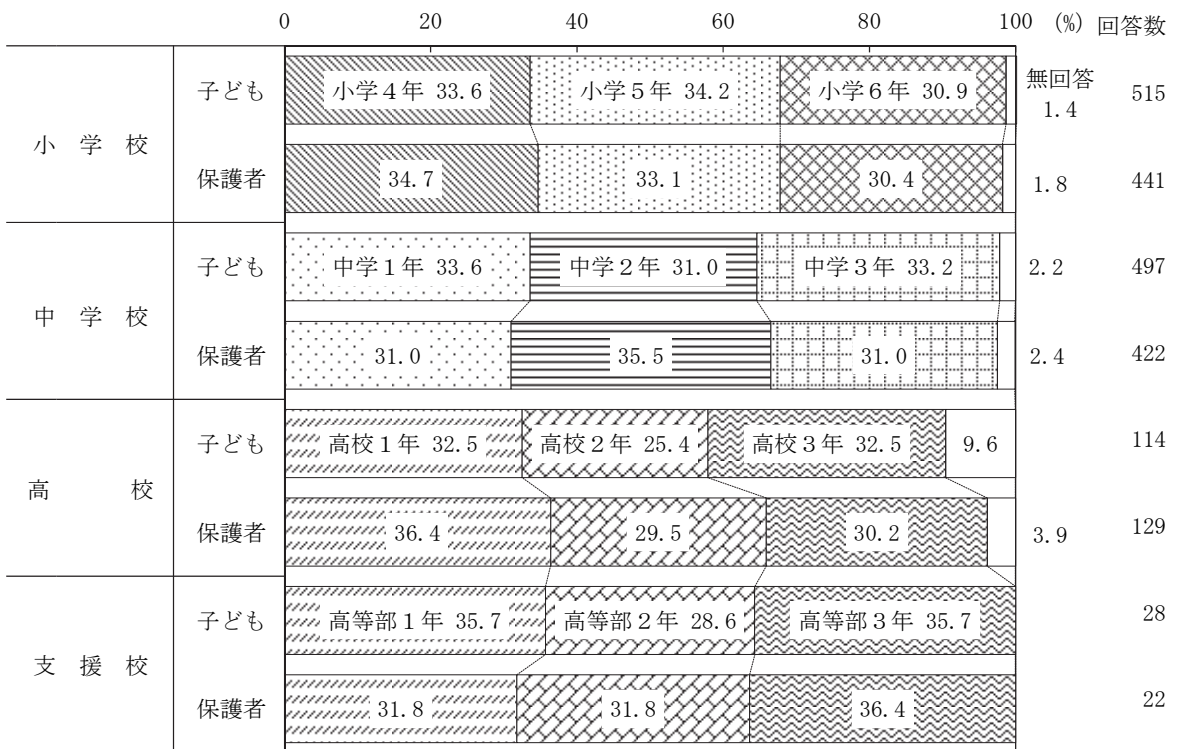 0 20 40 60 80 100 (%) 回答数
小学校
子ども 小学４年 33.6 小学５年 34.2 小学６年 30.9 無回答 1.4 515
保護者 34.7 33.1 30.4 1.8 441
中学校
子ども 中学１年 33.6 中学２年 31.0 中学３年 33.2 2.2 497
保護者 31.0 35.5 31.0 2.4 422
高校
子ども 高校１年 32.5 高校２年 25.4 高校３年 32.5 9.6 114
保護者 36.4 29.5 30.2 3.9 129
支援校
子ども 高等部１年 35.7 高等部２年 28.6 高等部３年 35.7 28
保護者 31.8 31.8 36.4 22